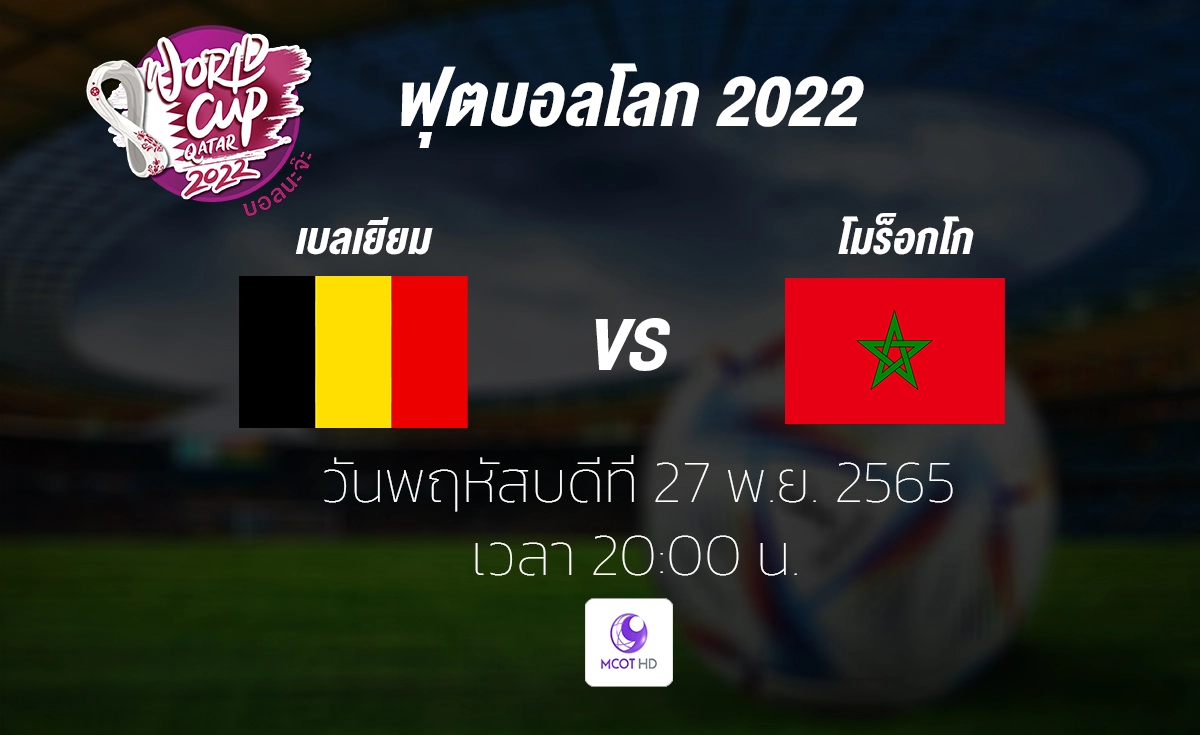 WORLD
CUP
QATAR
2022
บอลนะจ๊ะ
ฟุตบอลโลก 2022
เบลเยียม
โมร็อกโก
VS
วันพฤหัสบดีที่ 27 พ.ย. 2565
เวลา 20:00 น.
MCOT HD